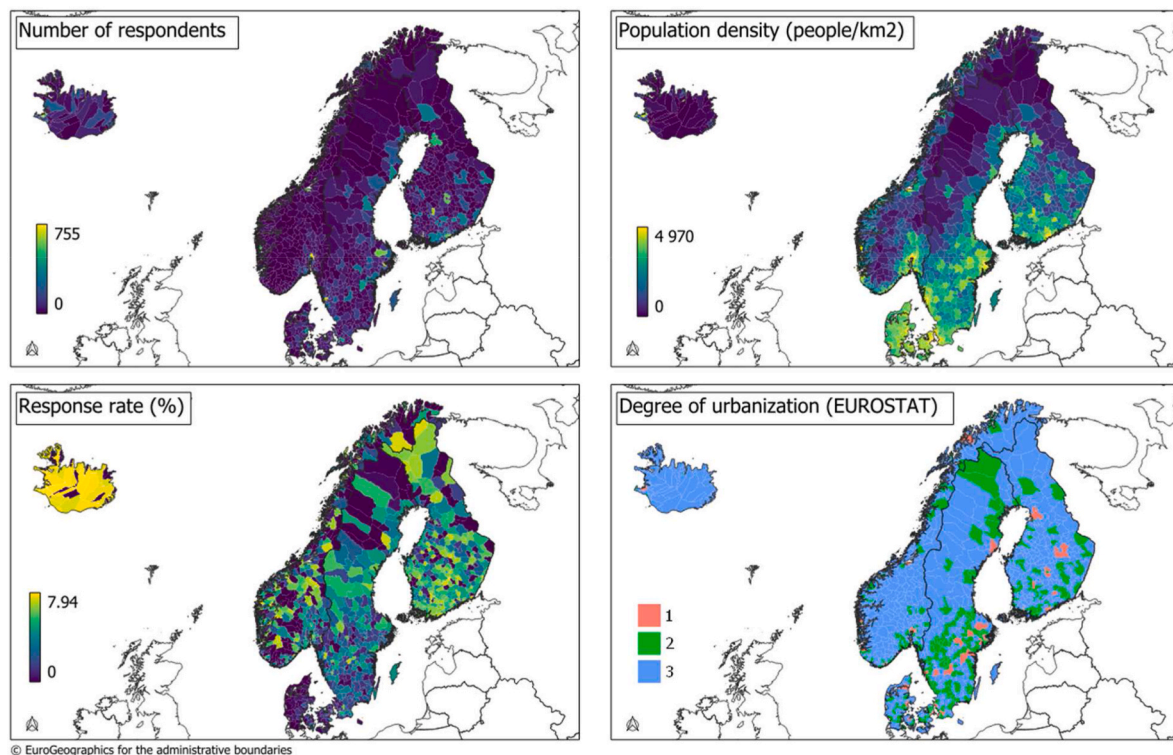 Number of respondents
755
0
Population density (people/km2)
4 970
0
Response rate (%)
7.94
0
Degree of urbanization (EUROSTAT)
1
2
3
© EuroGeographics for the administrative boundaries